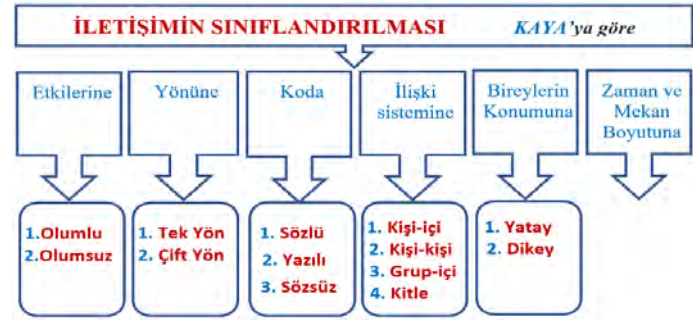 İLETİŞİMİN SINIFLANDIRILMASI KAYA'ya göre
Etkilerine
Yönüne
Koda
İlişki
sistemine
Bireylerin
Konumuna
Zaman ve
Mekan
Boyutuna
1.Olumlu
2.Olumsuz
1. Tek Yön
2. Çift Yön
1. Sözlü
2. Yazılı
3. Sözsüz
1. Kişi-içi
2. Kişi-kişi
3. Grup-içi
4. Kitle
1. Yatay
2. Dikey